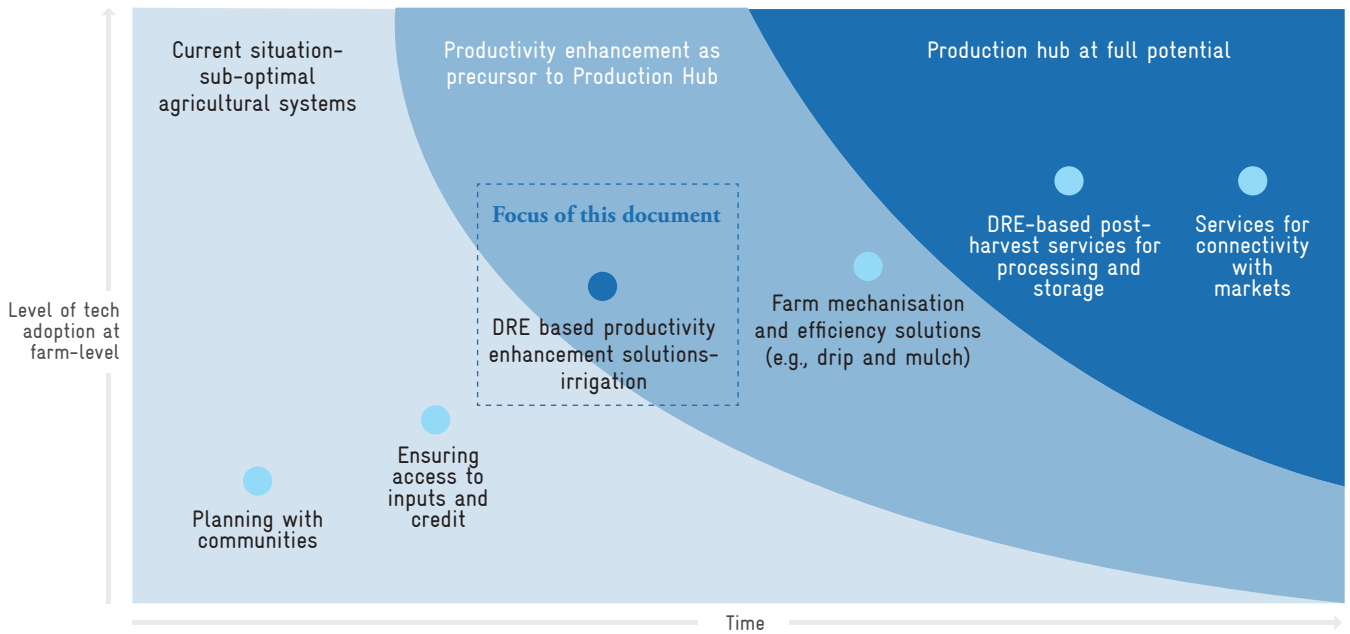 Current situation-
sub-optimal
agricultural systems
Productivity enhancement as
precursor to Production Hub
Production hub at full potential
Focus of this document
DRE based productivity
enhancement solutions-
irrigation
Farm mechanisation
and efficiency solutions
(e.g., drip and mulch)
DRE-based post-
harvest services for
processing and
storage
Services for
connectivity
with
markets
Level of tech
adoption at
farm-level
Ensuring
access to
inputs and
credit
Planning with
communities
Time